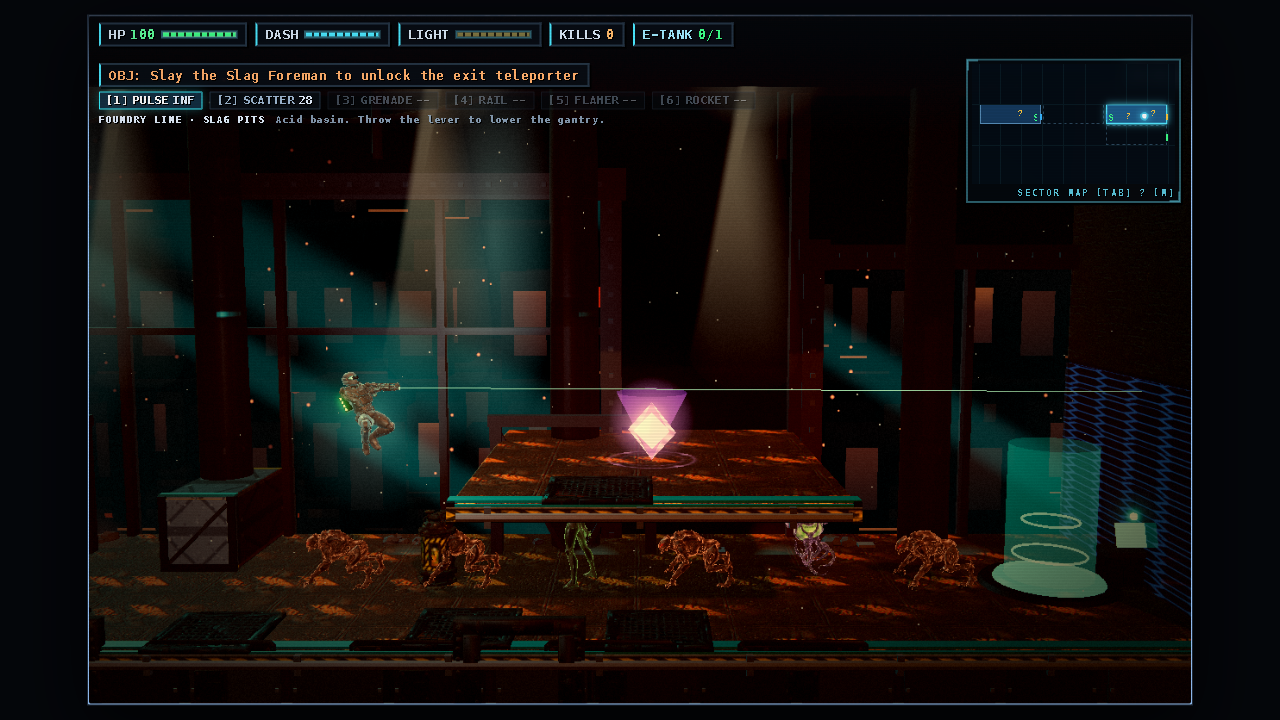 HP 100 DASH LIGHT KILLS 0 E-TANK 0/1
OBJ: Slay the Slag Foreman to unlock the exit teleporter
[1] PULSE INF [2] SCATTER 28 [3] GRENADE -- [4] RAIL -- [5] FLAMER -- [6] ROCKET --
FOUNDRY LINE · SLAG PITS Acid basin. Throw the lever to lower the gantry.
? S S ? ?
SECTOR MAP [TAB] ? [M]